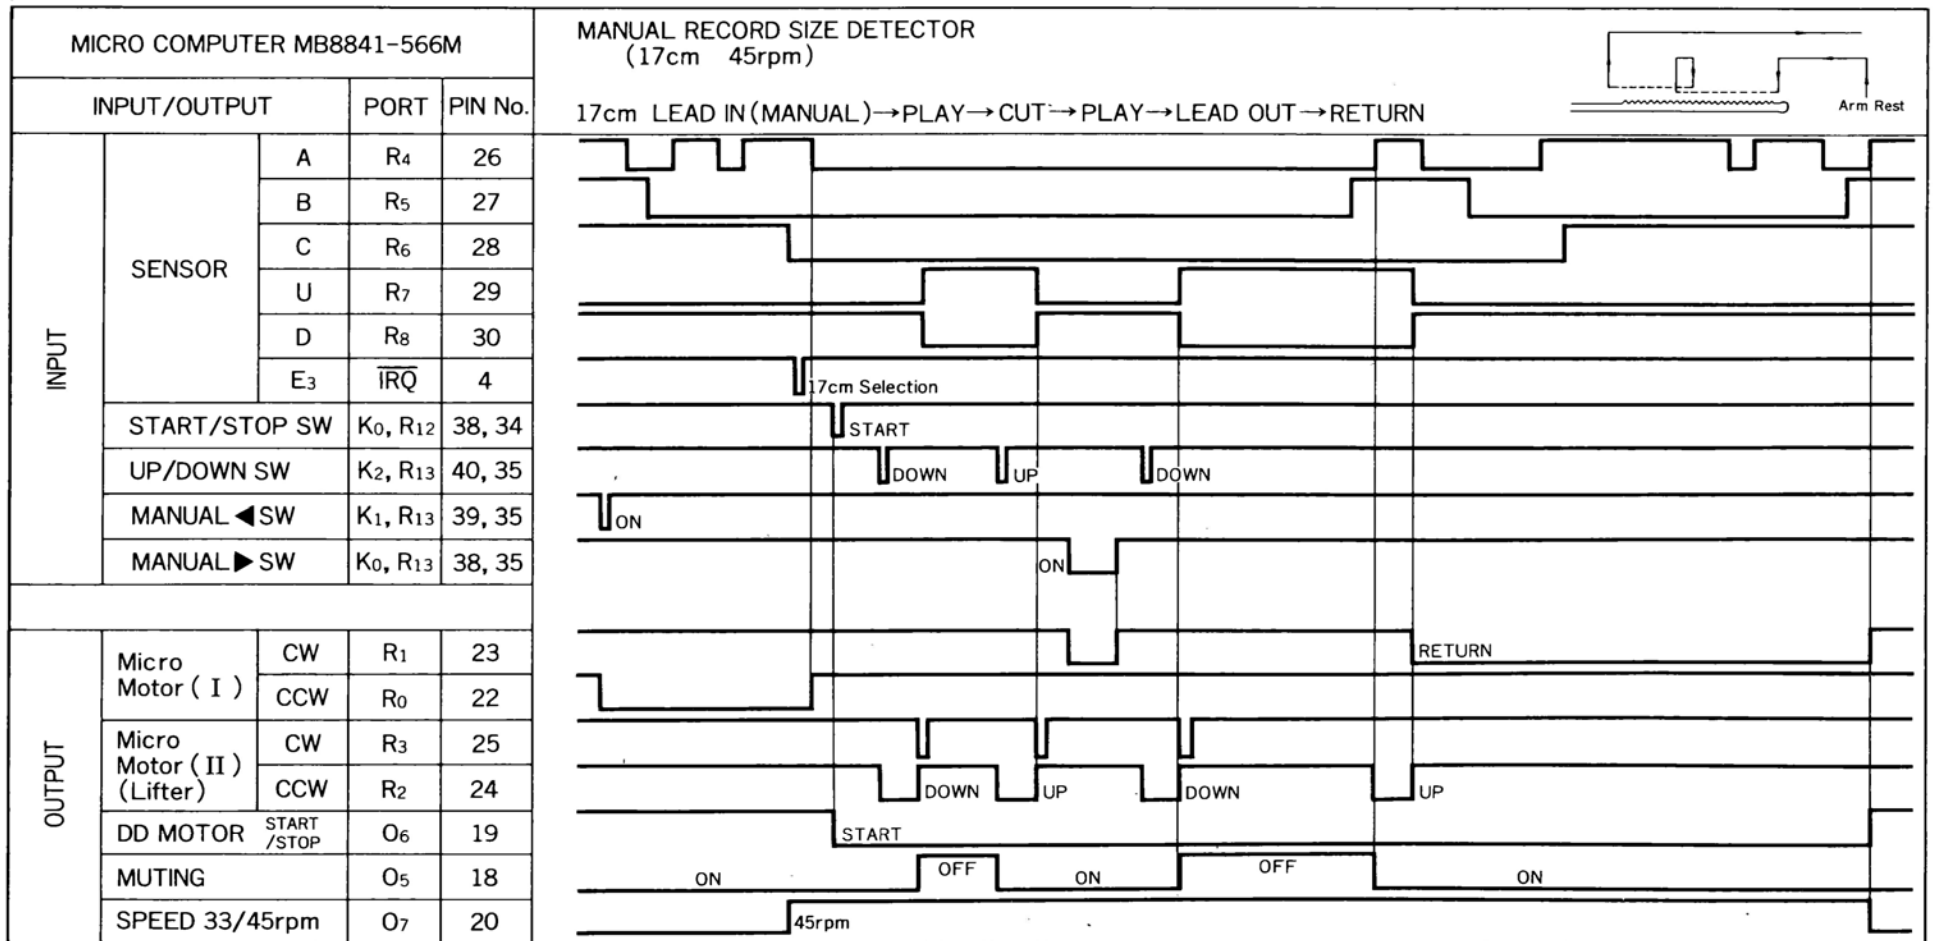 MICRO COMPUTER MB8841-566M
MANUAL RECORD SIZE DETECTOR
(17cm 45rpm)
INPUT/OUTPUT PORT PIN No.
17cm LEAD IN (MANUAL)→PLAY→CUT→PLAY→LEAD OUT→RETURN
Arm Rest
INPUT
SENSOR
A R4 26
B R5 27
C R6 28
U R7 29
D R8 30
E3 I̅R̅Q̅ 4
17cm Selection
START/STOP SW K0, R12 38, 34
START
UP/DOWN SW K2, R13 40, 35
DOWN UP DOWN
MANUAL ◀ SW K1, R13 39, 35
ON
MANUAL ▶ SW K0, R13 38, 35
ON
OUTPUT
Micro
Motor ( I )
CW R1 23
RETURN
CCW R0 22
Micro
Motor ( II )
(Lifter)
CW R3 25
CCW R2 24
DOWN UP DOWN UP
DD MOTOR START
/STOP
O6 19
START
MUTING O5 18
ON OFF ON OFF ON
SPEED 33/45rpm O7 20
45rpm